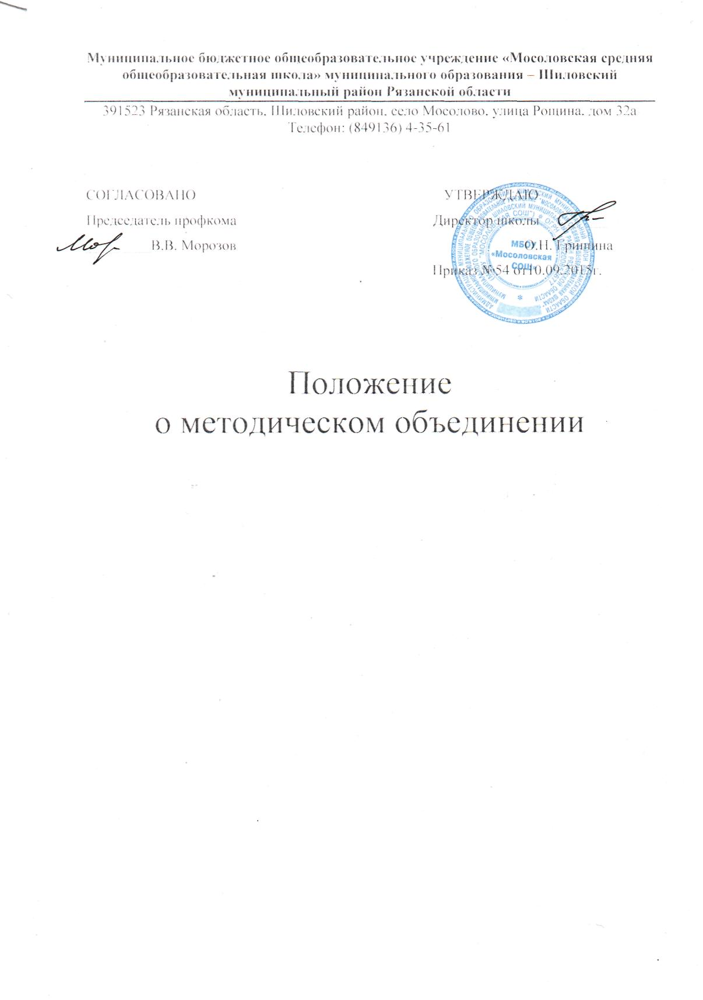 Муниципальное бюджетное общеобразовательное учреждение «Мосоловская средняя
общеобразовательная школа» муниципального образования – Шиловский
муниципальный район Рязанской области
391523 Рязанская область, Шиловский район, село Мосолово, улица Рощина, дом 32а
Телефон: (849136) 4-35-61
СОГЛАСОВАНО
Председатель профкома
В.В. Морозов
УТВЕРЖДАЮ
Директор школы
О.Н. Гришина
Приказ №54 от10.09.2015г.
МБОУ
«Мосоловская
СОШ»
Положение
о методическом объединении